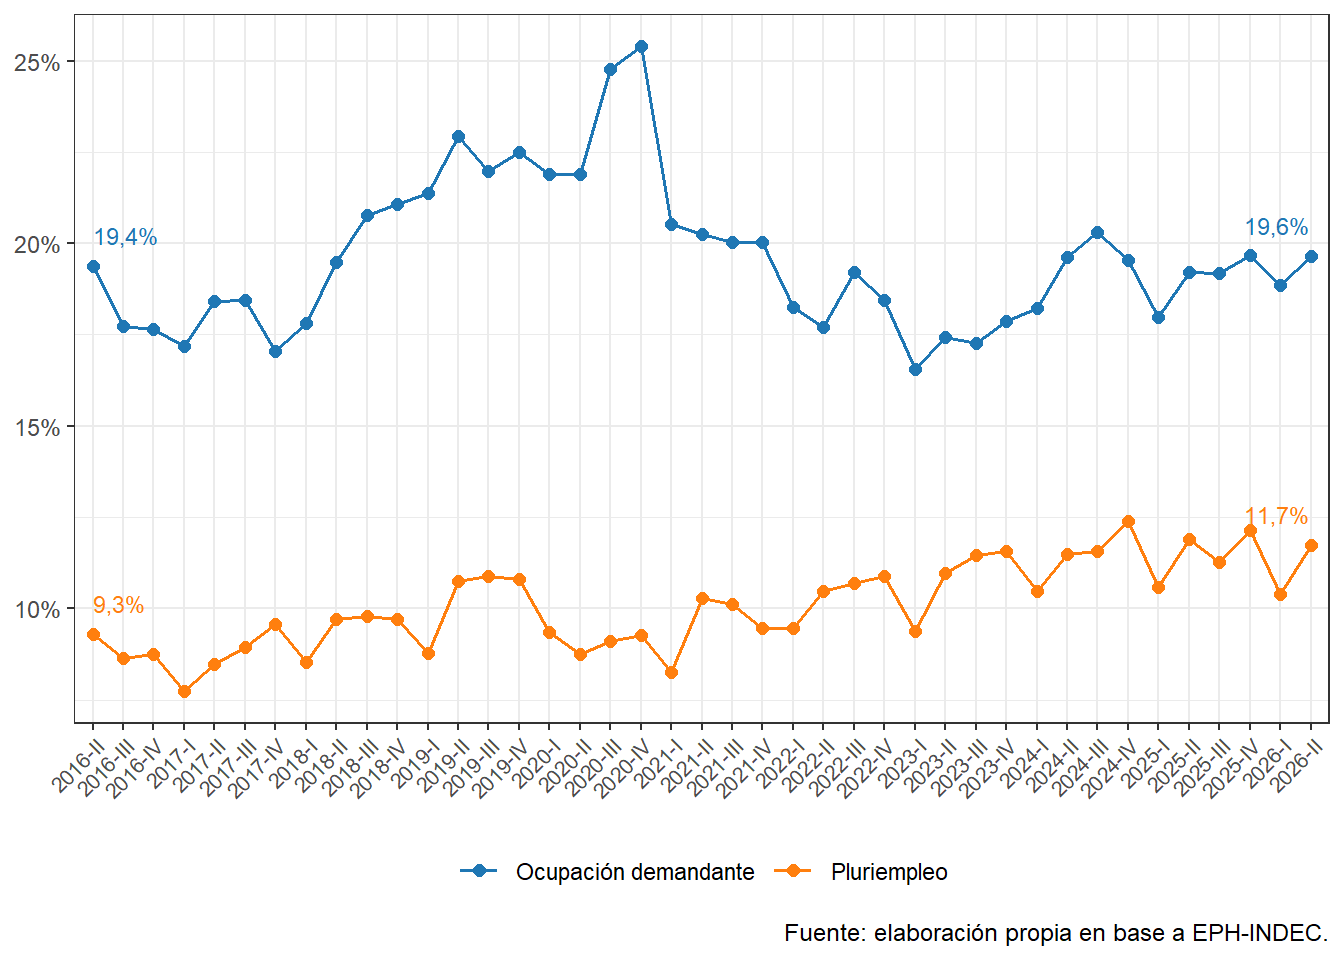 25%
20%
15%
10%
19,4%
19,6%
11,7%
9,3%
2016-II
2016-III
2016-IV
2017-I
2017-II
2017-III
2017-IV
2018-I
2018-II
2018-III
2018-IV
2019-I
2019-II
2019-III
2019-IV
2020-I
2020-II
2020-III
2020-IV
2021-I
2021-II
2021-III
2021-IV
2022-I
2022-II
2022-III
2022-IV
2023-I
2023-II
2023-III
2023-IV
2024-I
2024-II
2024-III
2024-IV
2025-I
2025-II
2025-III
2025-IV
2026-I
2026-II
Ocupación demandante
Pluriempleo
Fuente: elaboración propia en base a EPH-INDEC.